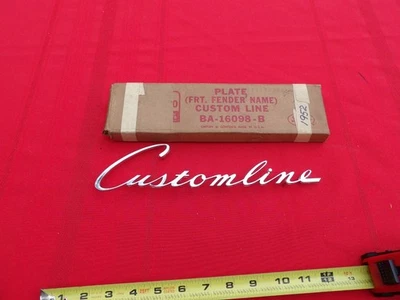 PLATE
(FRT. FENDER NAME)
CUSTOM LINE
BA-16098-B
1952
Customline
1 2 3 4 5 6 7 8 9 10 11 12 13